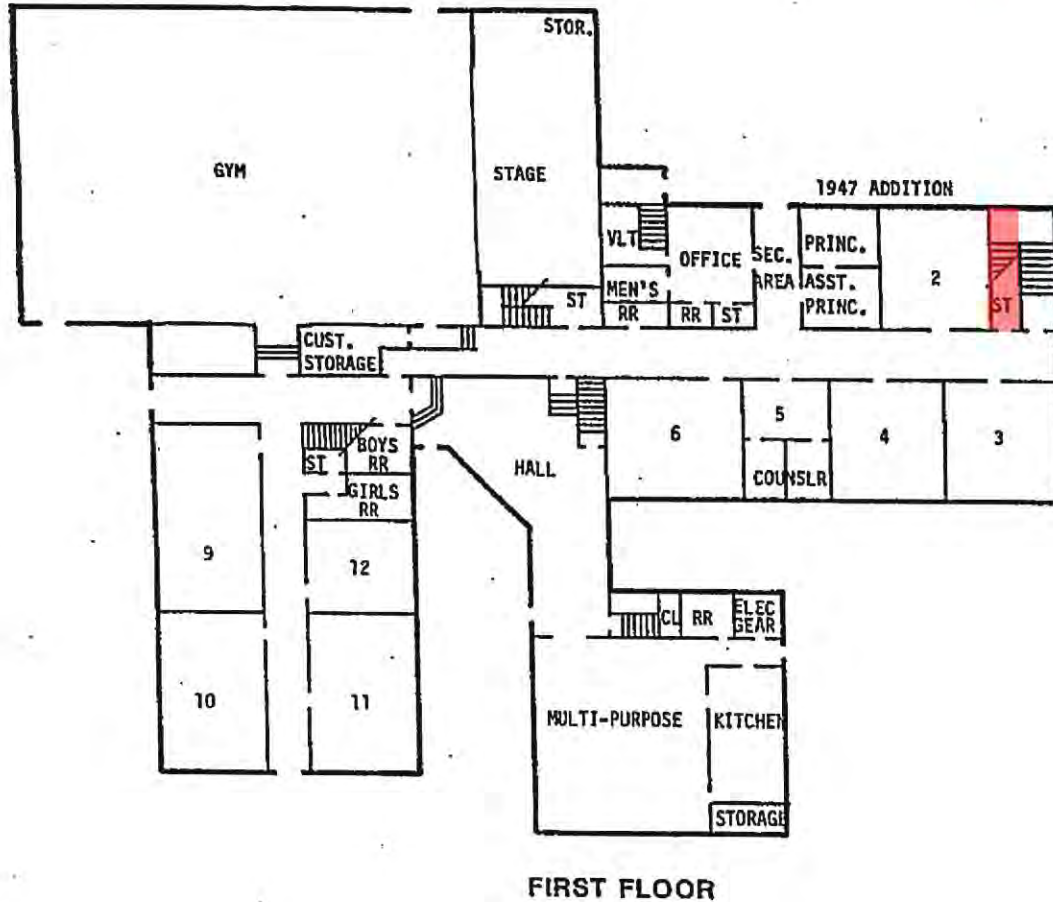 STOR.
GYM
STAGE
1947 ADDITION
VLT
OFFICE
SEC.
AREA
PRINC.
ASST.
PRINC.
2
ST
MEN'S
RR
RR
ST
ST
CUST.
STORAGE
6
5
4
3
COUNSLR
BOYS
RR
ST
GIRLS
RR
HALL
9
12
CL
RR
ELEC
GEAR
10
11
MULTI-PURPOSE
KITCHEN
STORAGE
FIRST FLOOR